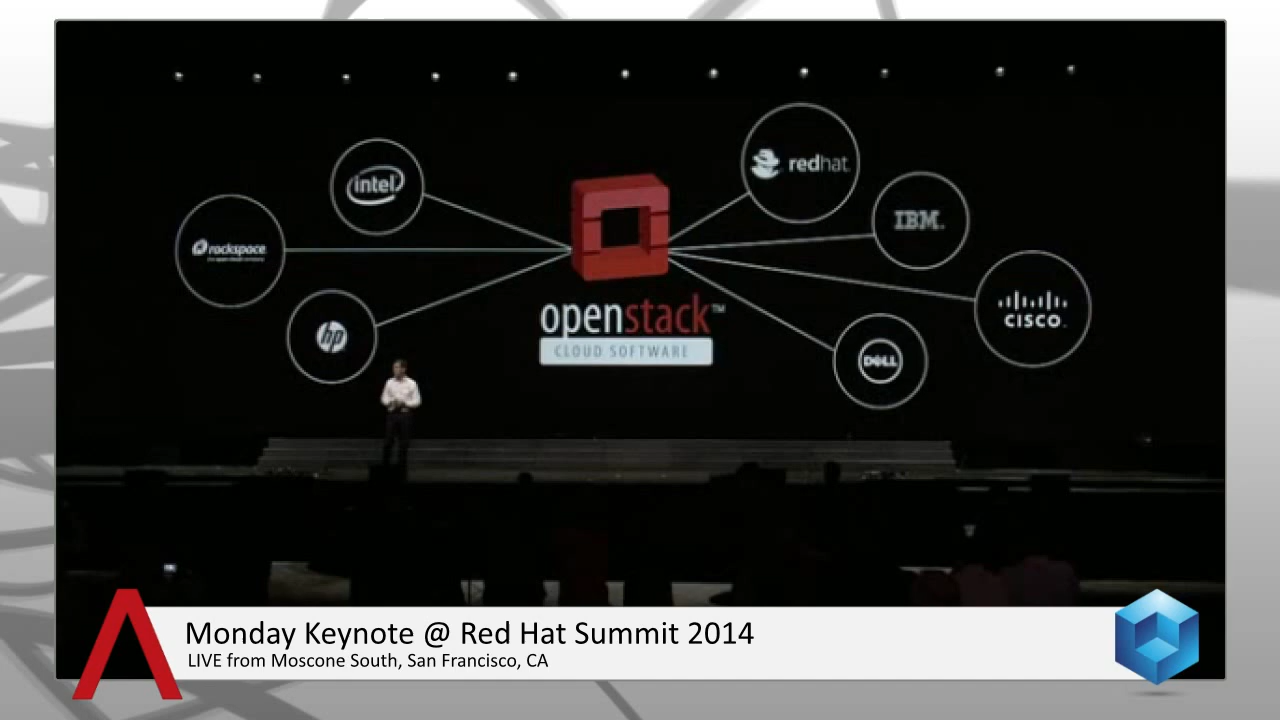 intel
redhat.
rackspace
IBM.
hp
CISCO.
openstack™
CLOUD SOFTWARE
DELL
Monday Keynote @ Red Hat Summit 2014
LIVE from Moscone South, San Francisco, CA